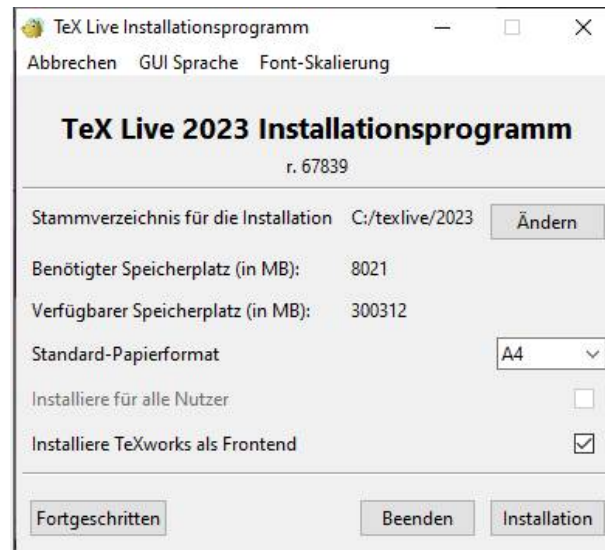 TeX Live Installationsprogramm
Abbrechen GUI Sprache Font-Skalierung
TeX Live 2023 Installationsprogramm
r. 67839
Stammverzeichnis für die Installation C:/texlive/2023 Ändern
Benötigter Speicherplatz (in MB): 8021
Verfügbarer Speicherplatz (in MB): 300312
Standard-Papierformat A4
Installiere für alle Nutzer
Installiere TeXworks als Frontend
Fortgeschritten Beenden Installation